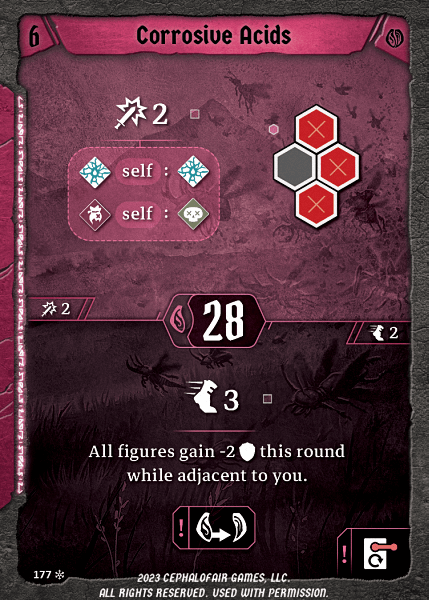 6
Corrosive Acids
2
self :
self :
2
28
2
3
All figures gain -2 this round
while adjacent to you.
!
!
177
2023 CEPHALOFAIR GAMES, LLC.
ALL RIGHTS RESERVED. USED WITH PERMISSION.